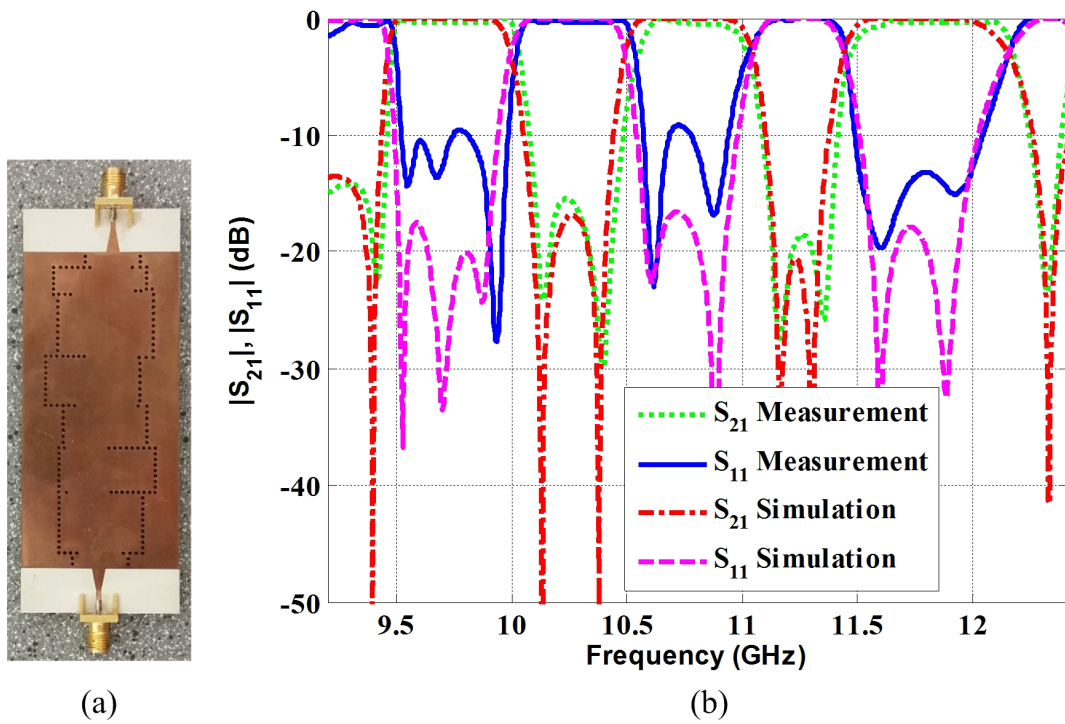 0
-10
-20
-30
-40
-50
|S21|, |S11| (dB)
S21 Measurement
S11 Measurement
S21 Simulation
S11 Simulation
9.5 10 10.5 11 11.5 12
Frequency (GHz)
(a) (b)